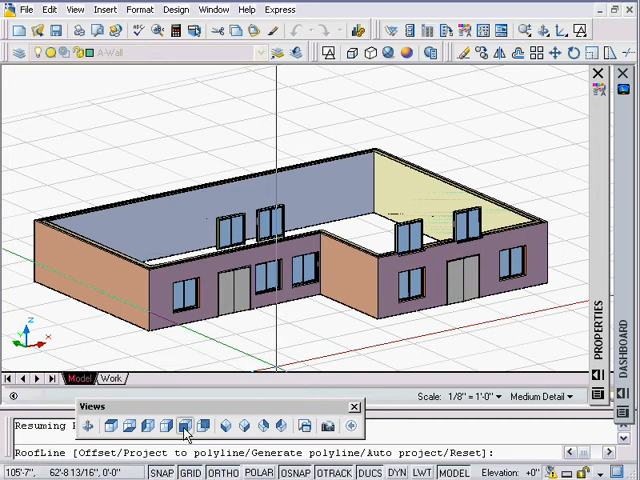 File Edit View Insert Format Design Window Help Express
A-Wall
PROPERTIES
DASHBOARD
Z
Y
X
Model Work
Scale: 1/8" = 1'-0" Medium Detail
Views
Resuming
RoofLine [Offset/Project to polyline/Generate polyline/Auto project/Reset]:
105'-7", 62'-8 13/16", 0'-0" SNAP GRID ORTHO POLAR OSNAP OTRACK DUCS DYN LWT MODEL Elevation: +0"